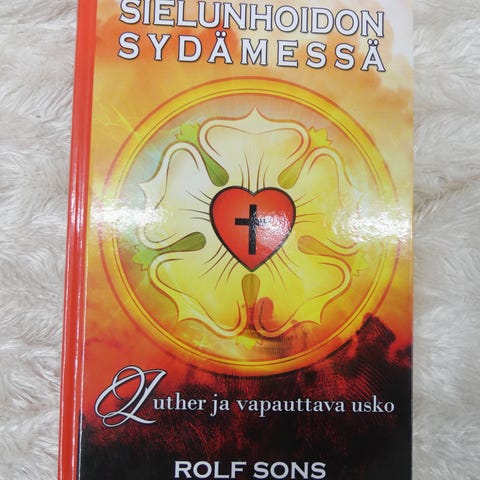 SIELUNHOIDON
SYDÄMESSÄ
Luther ja vapauttava usko
ROLF SONS